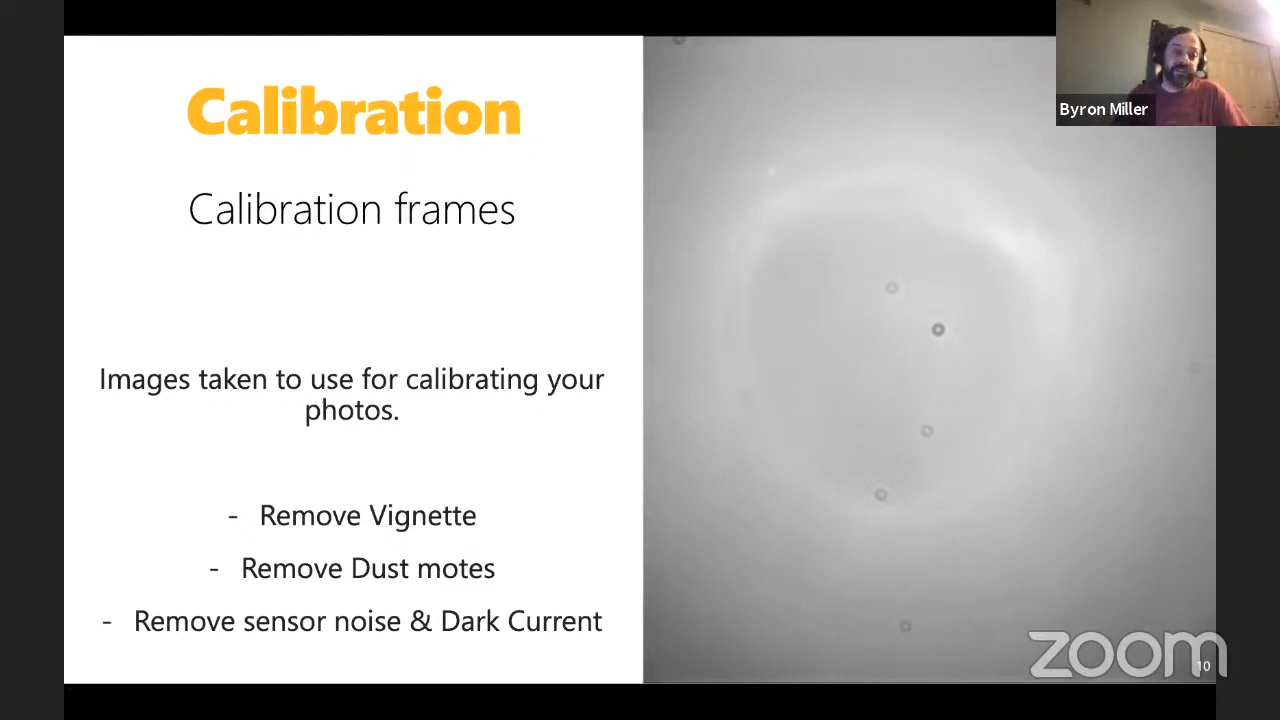 Calibration
Calibration frames
Images taken to use for calibrating your
photos.
- Remove Vignette
- Remove Dust motes
- Remove sensor noise & Dark Current
Byron Miller
zoom
10